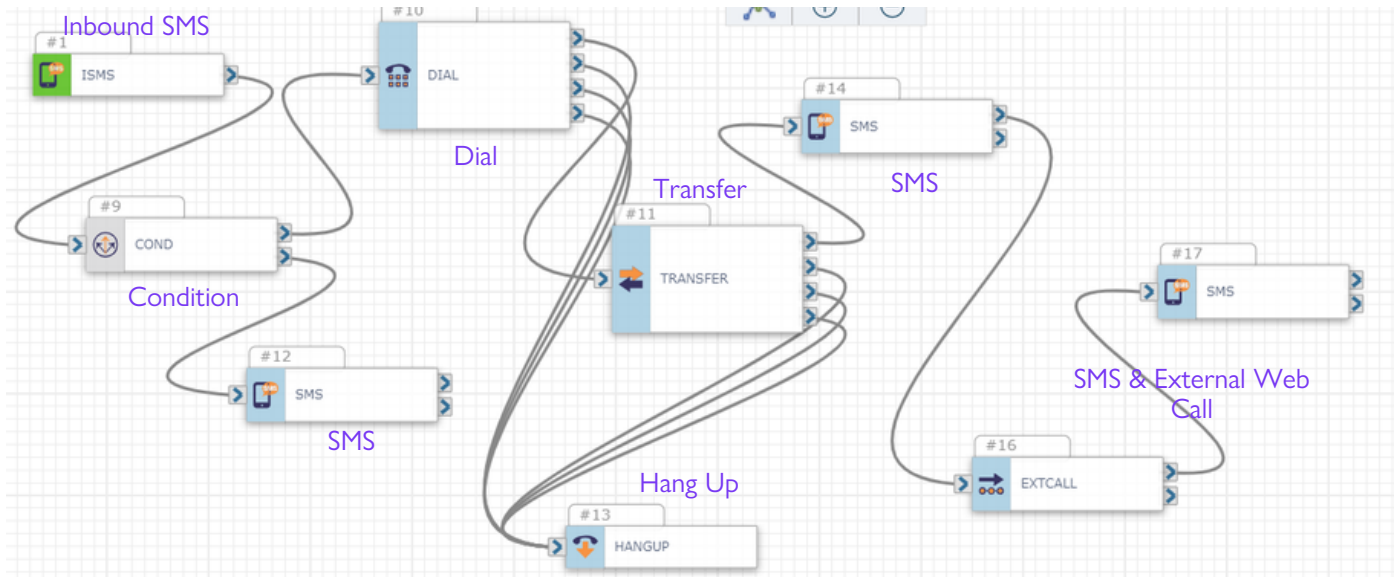 Inbound SMS
#1
ISMS
#10
DIAL
Dial
#14
SMS
SMS
#9
COND
Condition
Transfer
#11
TRANSFER
#17
SMS
#12
SMS
SMS
SMS & External Web
Call
#16
EXTCALL
Hang Up
#13
HANGUP